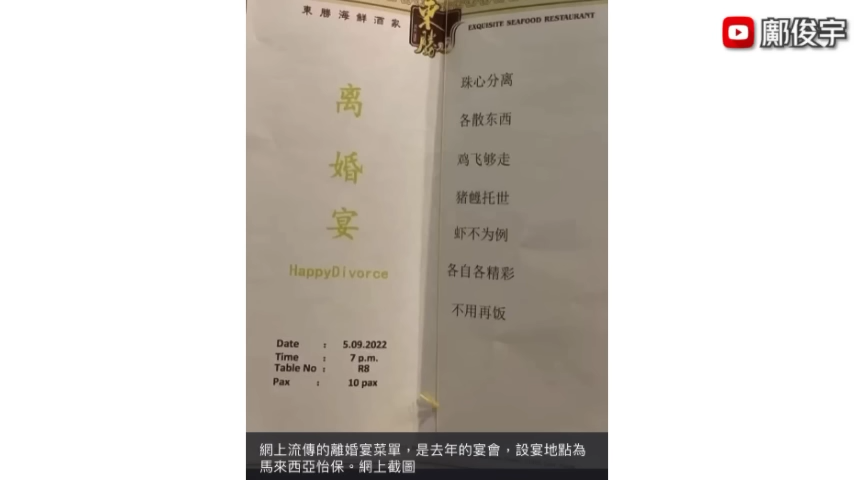 鄺俊宇
東勝海鮮酒家
東勝
EXQUISITE SEAFOOD RESTAURANT
离
婚
宴
HappyDivorce
Date : 5.09.2022
Time : 7 p.m.
Table No : R8
Pax : 10 pax
珠心分离
各散东西
鸡飞够走
猪乸托世
虾不为例
各自各精彩
不用再饭
網上流傳的離婚宴菜單，是去年的宴會，設宴地點為
馬來西亞怡保。網上截圖